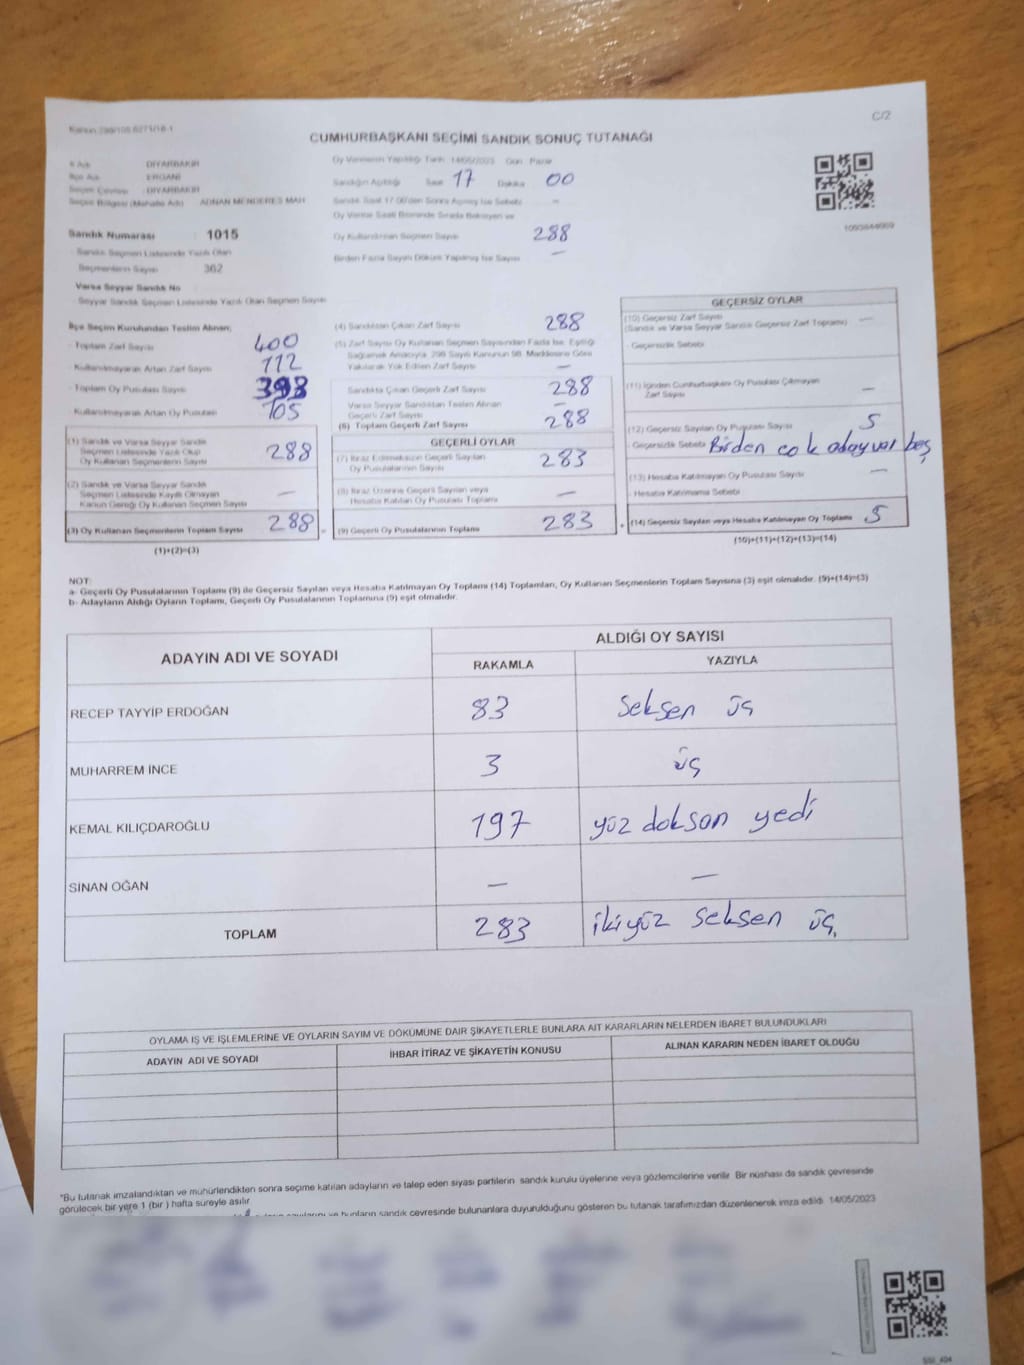 Kanun 298/105 6271/18-1
C/2
CUMHURBAŞKANI SEÇİMİ SANDIK SONUÇ TUTANAĞI
İl Adı : DİYARBAKIR
İlçe Adı : ERGANİ
Seçim Çevresi : DİYARBAKIR
Seçim Bölgesi (Mahalle Adı) ADNAN MENDERES MAH
Sandık Numarası : 1015
Sandık Seçmen Listesinde Yazılı Olan
Seçmenlerin Sayısı 362
Varsa Seyyar Sandık No
Seyyar Sandık Seçmen Listesinde Yazılı Olan Seçmen Sayısı
Oy Vermenin Yapıldığı Tarih 14/05/2023 Gün Pazar
Sandığın Açıldığı Saat 17 Dakika 00
Sandık Saat 17:00'den Sonra Açılmış İse Sebebi –
Oy Verme Saati Bitiminde Sırada Bekleyen ve
Oy Kullandırılan Seçmen Sayısı 288
Birden Fazla Sayım Döküm Yapılmış İse Sayısı —
İlçe Seçim Kurulundan Teslim Alınan;
- Toplam Zarf Sayısı 400
- Kullanılmayarak Artan Zarf Sayısı 112
- Toplam Oy Pusulası Sayısı 393
- Kullanılmayarak Artan Oy Pusulası 105
(1) Sandık ve Varsa Seyyar Sandık
Seçmen Listesinde Yazılı Olup
Oy Kullanan Seçmenlerin Sayısı 288
(2) Sandık ve Varsa Seyyar Sandık
Seçmen Listesinde Kayıtlı Olmayan
Kanun Gereği Oy Kullanan Seçmen Sayısı —
(3) Oy Kullanan Seçmenlerin Toplam Sayısı 288 =
(1)+(2)=(3)
(4) Sandıktan Çıkan Zarf Sayısı 288
(5) Zarf Sayısı Oy Kullanan Seçmen Sayısından Fazla İse, Eşitliği
Sağlamak Amacıyla, 298 Sayılı Kanunun 98. Maddesine Göre
Yakılarak Yok Edilen Zarf Sayısı —
Sandıkta Çıkan Geçerli Zarf Sayısı 288
Varsa Seyyar Sandıktan Teslim Alınan
Geçerli Zarf Sayısı —
(6) Toplam Geçerli Zarf Sayısı 288
GEÇERLİ OYLAR
(7) İtiraz Edilmeksizin Geçerli Sayılan
Oy Pusulalarının Sayısı 283
(8) İtiraz Üzerine Geçerli Sayılan veya
Hesaba Katılan Oy Pusulası Toplamı —
(9) Geçerli Oy Pusulalarının Toplamı 283 +
GEÇERSİZ OYLAR
(10) Geçersiz Zarf Sayısı —
(Sandık ve Varsa Seyyar Sandık Geçersiz Zarf Toplamı)
- Geçersizlik Sebebi
(11) İçinden Cumhurbaşkanı Oy Pusulası Çıkmayan
Zarf Sayısı —
(12) Geçersiz Sayılan Oy Pusulası Sayısı 5
- Geçersizlik Sebebi Birden çok aday var beş
(13) Hesaba Katılmayan Oy Pusulası Sayısı —
- Hesaba Katılmama Sebebi
(14) Geçersiz Sayılan veya Hesaba Katılmayan Oy Toplamı 5
(10)+(11)+(12)+(13)=(14)
NOT:
a- Geçerli Oy Pusulalarının Toplamı (9) ile Geçersiz Sayılan veya Hesaba Katılmayan Oy Toplamı (14) Toplamları, Oy Kullanan Seçmenlerin Toplam Sayısına (3) eşit olmalıdır. (9)+(14)=(3)
b- Adayların Aldığı Oyların Toplamı, Geçerli Oy Pusulalarının Toplamına (9) eşit olmalıdır.
ADAYIN ADI VE SOYADI
ALDIĞI OY SAYISI
RAKAMLA YAZIYLA
RECEP TAYYİP ERDOĞAN 83 Seksen üç
MUHARREM İNCE 3 üç
KEMAL KILIÇDAROĞLU 197 yüz doksan yedi
SİNAN OĞAN — —
TOPLAM 283 ikiyüz seksen üç
OYLAMA İŞ VE İŞLEMLERİNE VE OYLARIN SAYIM VE DÖKÜMÜNE DAİR ŞİKAYETLERLE BUNLARA AİT KARARLARIN NELERDEN İBARET BULUNDUKLARI
ADAYIN ADI VE SOYADI İHBAR İTİRAZ VE ŞİKAYETİN KONUSU ALINAN KARARIN NEDEN İBARET OLDUĞU
*Bu tutanak imzalandıktan ve mühürlendikten sonra seçime katılan adayların ve talep eden siyasi partilerin sandık kurulu üyelerine veya gözlemcilerine verilir. Bir nüshası da sandık çevresinde
görülecek bir yere 1 (bir ) hafta süreyle asılır.
bunların sandık çevresinde bulunanlara duyurulduğunu gösteren bu tutanak tarafımızdan düzenlenerek imza edildi. 14/05/2023